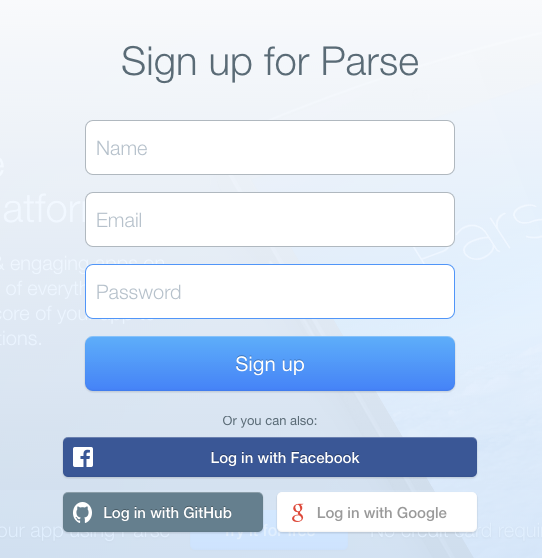 Sign up for Parse
Name
Email
Password
Sign up
Or you can also:
Log in with Facebook
Log in with GitHub
Log in with Google